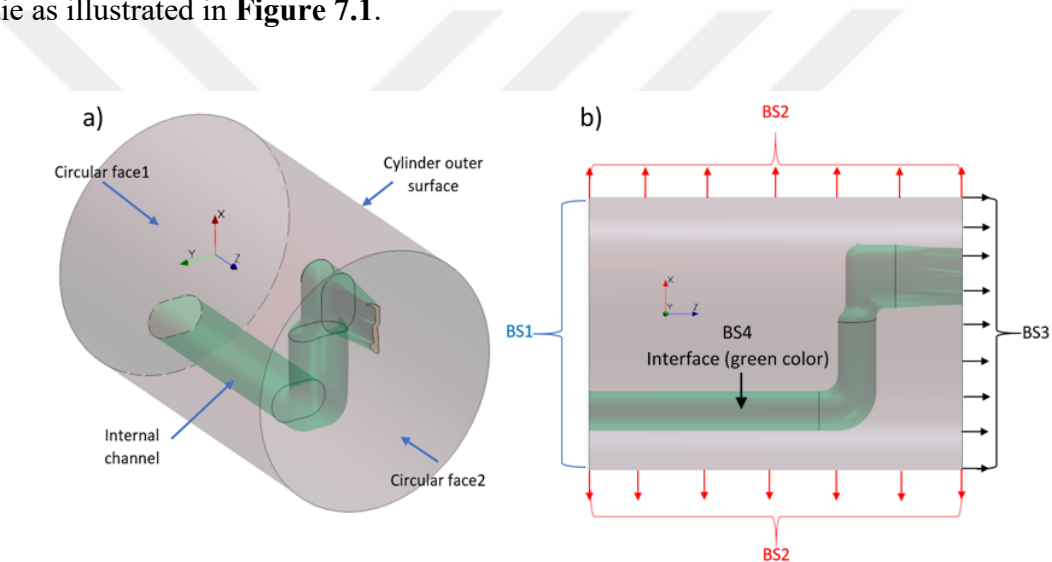 ie as illustrated in Figure 7.1.
a)
Circular face1
Cylinder outer
surface
X
Y
Z
Internal
channel
Circular face2
b)
BS2
BS1
X
Y
Z
BS4
Interface (green color)
BS3
BS2